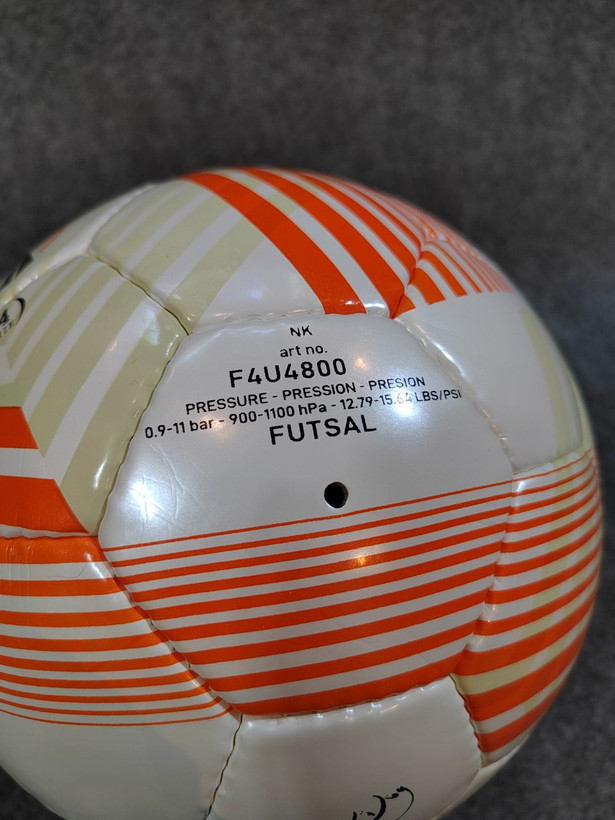 NK
art no.
F4U4800
PRESSURE - PRESSION - PRESION
0.9-11 bar - 900-1100 hPa - 12.79-15.64 LBS/PSI
FUTSAL
4